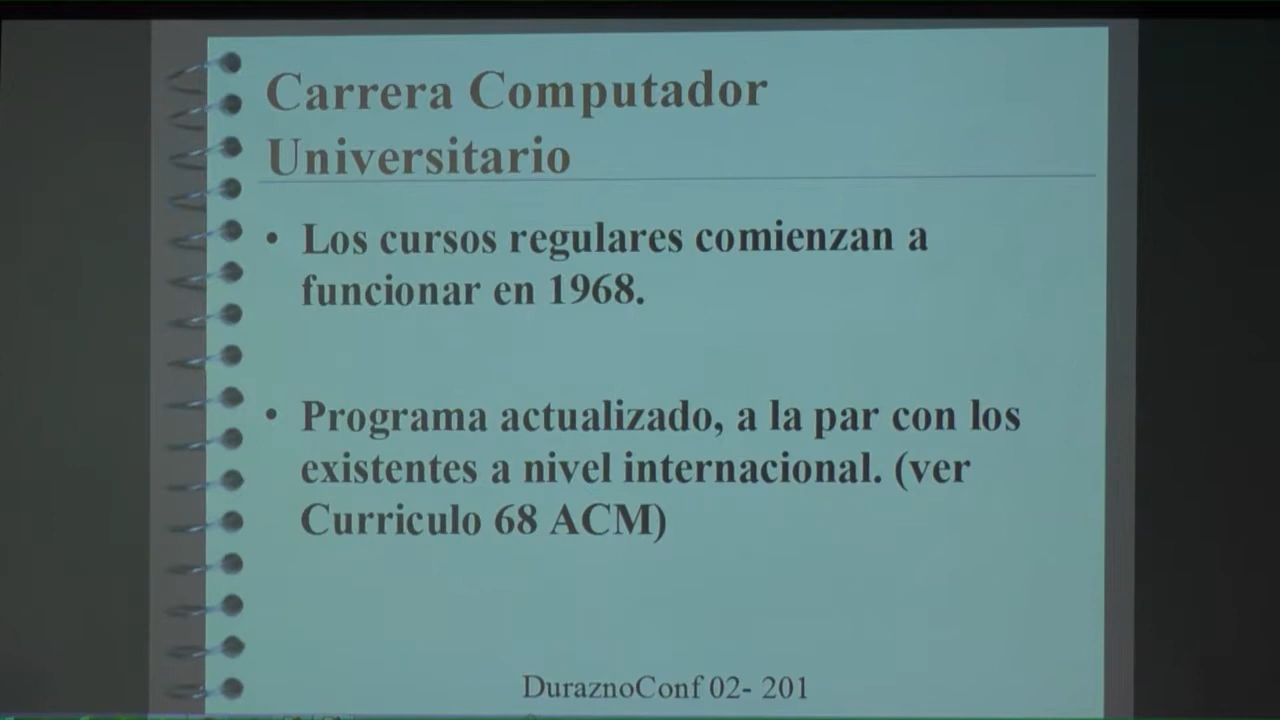 Carrera Computador
Universitario
• Los cursos regulares comienzan a
funcionar en 1968.
• Programa actualizado, a la par con los
existentes a nivel internacional. (ver
Curriculo 68 ACM)
DuraznoConf 02- 201